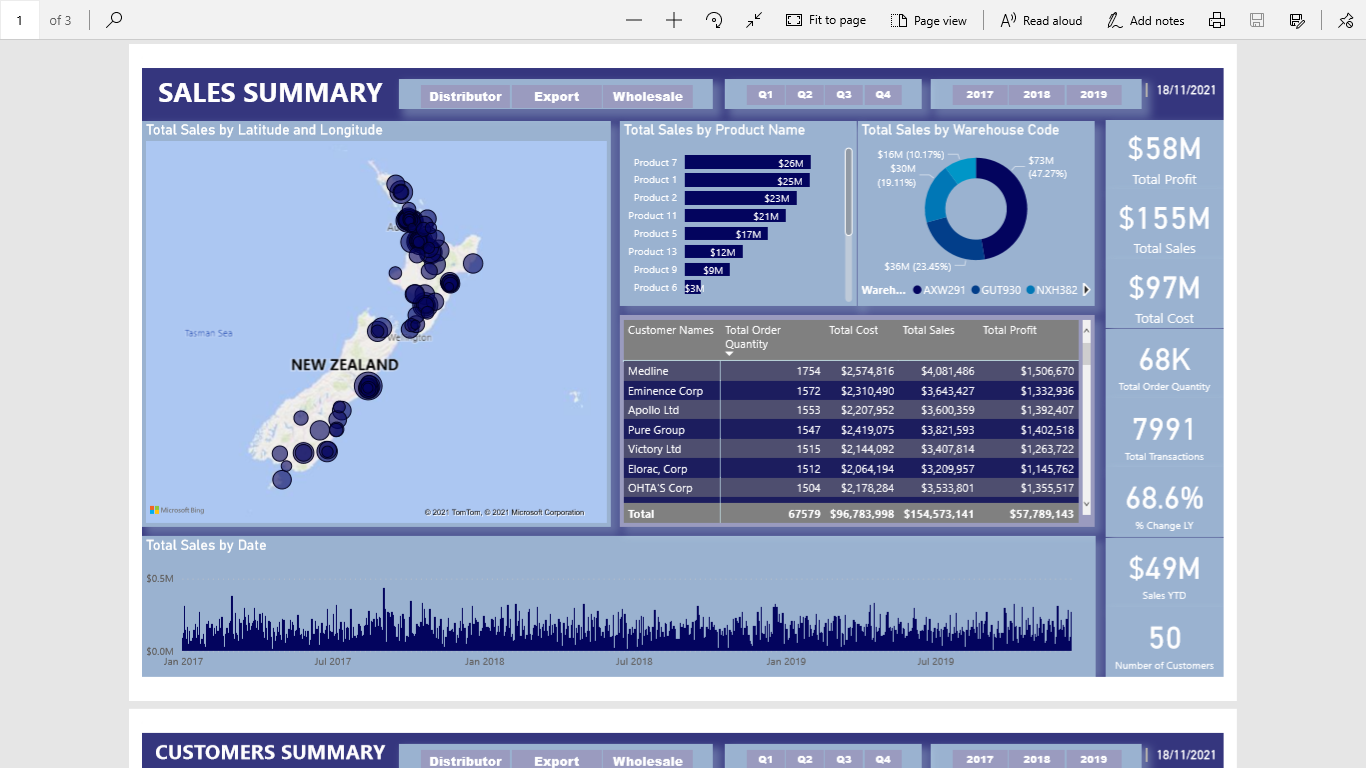 1 of 3 Fit to page Page view Read aloud Add notes
SALES SUMMARY Distributor Export Wholesale Q1 Q2 Q3 Q4 2017 2018 2019 18/11/2021
Total Sales by Latitude and Longitude
Tasman Sea
NEW ZEALAND
Microsoft Bing
© 2021 TomTom, © 2021 Microsoft Corporation
Total Sales by Product Name
Product 7 $26M
Product 1 $25M
Product 2 $23M
Product 11 $21M
Product 5 $17M
Product 13 $12M
Product 9 $9M
Product 6 $3M
Total Sales by Warehouse Code
$16M (10.17%)
$30M
(19.11%)
$73M
(47.27%)
$36M (23.45%)
Wareh... AXW291 GUT930 NXH382
Customer Names Total Order Quantity Total Cost Total Sales Total Profit
Medline 1754 $2,574,816 $4,081,486 $1,506,670
Eminence Corp 1572 $2,310,490 $3,643,427 $1,332,936
Apollo Ltd 1553 $2,207,952 $3,600,359 $1,392,407
Pure Group 1547 $2,419,075 $3,821,593 $1,402,518
Victory Ltd 1515 $2,144,092 $3,407,814 $1,263,722
Elorac, Corp 1512 $2,064,194 $3,209,957 $1,145,762
OHTA'S Corp 1504 $2,178,284 $3,533,801 $1,355,517
Total 67579 $96,783,998 $154,573,141 $57,789,143
$58M
Total Profit
$155M
Total Sales
$97M
Total Cost
68K
Total Order Quantity
7991
Total Transactions
68.6%
% Change LY
$49M
Sales YTD
50
Number of Customers
Total Sales by Date
$0.5M
$0.0M
Jan 2017 Jul 2017 Jan 2018 Jul 2018 Jan 2019 Jul 2019
CUSTOMERS SUMMARY Distributor Export Wholesale Q1 Q2 Q3 Q4 2017 2018 2019 18/11/2021